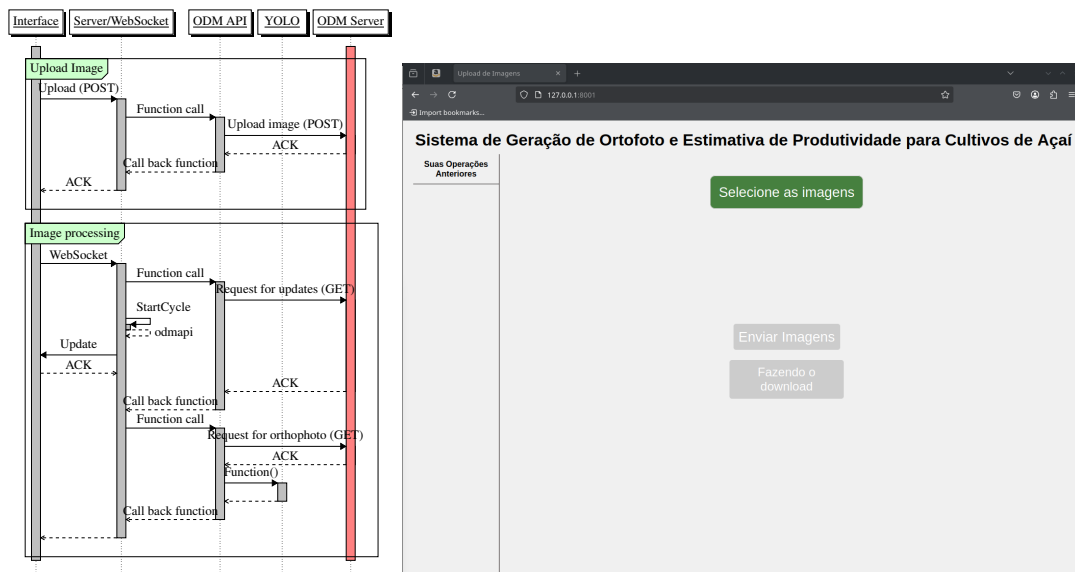 Interface Server/WebSocket ODM API YOLO ODM Server
Upload Image
Upload (POST)
Function call
Upload image (POST)
ACK
Call back function
ACK
Image processing
WebSocket
Function call
Request for updates (GET)
StartCycle
odmapi
Update
ACK
ACK
Call back function
Function call
Request for orthophoto (GET)
ACK
Function()
Call back function
Upload de Imagens
127.0.0.1:8001
Import bookmarks...
Sistema de Geração de Ortofoto e Estimativa de Produtividade para Cultivos de Açaí
Suas Operações
Anteriores
Selecione as imagens
Enviar Imagens
Fazendo o
download